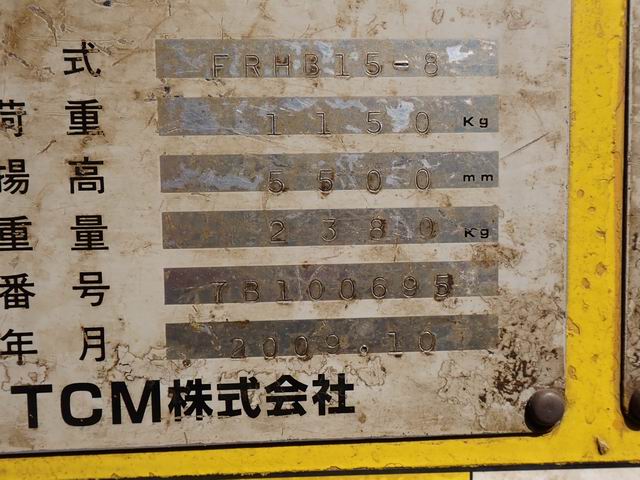 式 FRHB15-8
荷重 1150 Kg
揚高 5500 mm
重量 2380 Kg
番号 7B100695
年月 2009.10
TCM株式会社